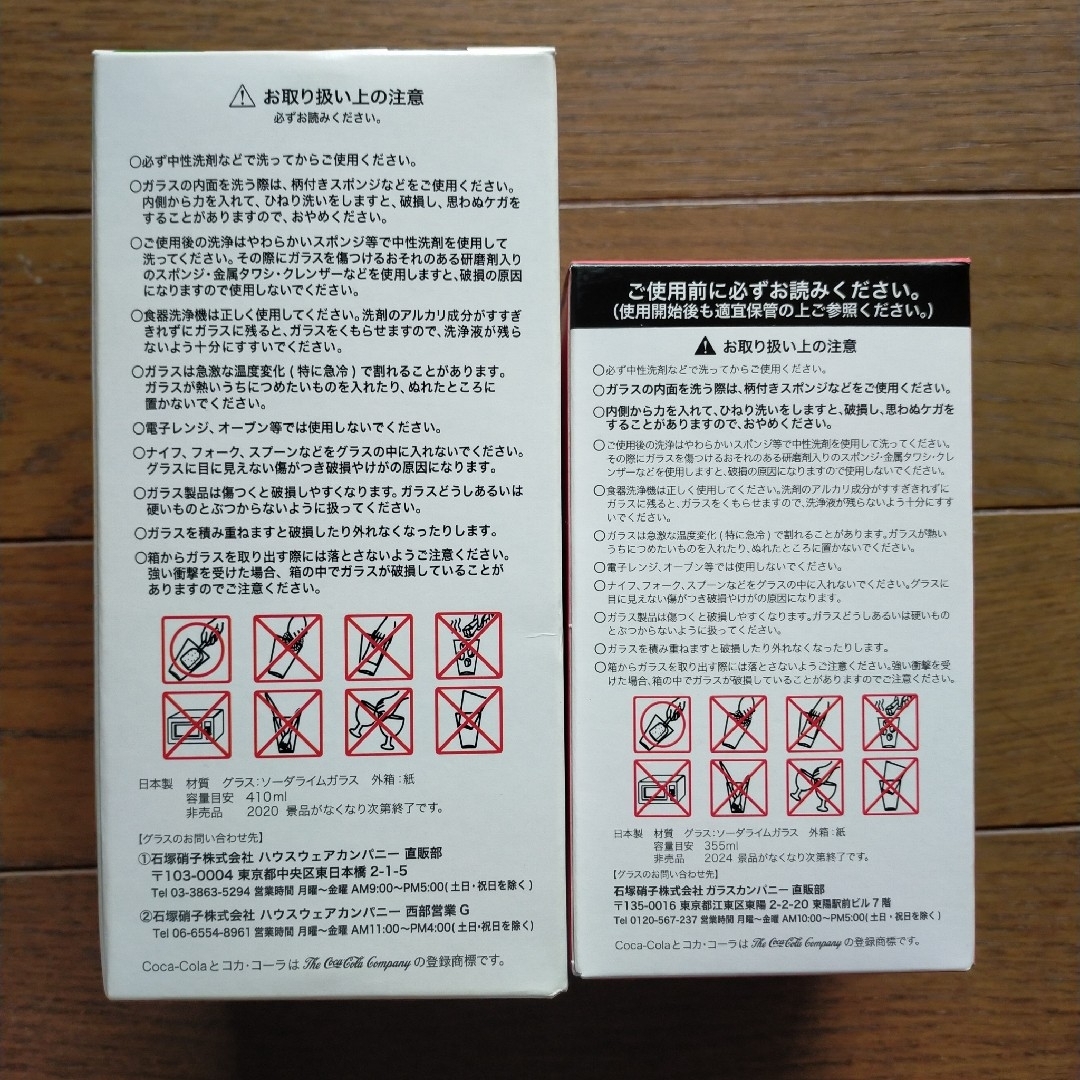 お取り扱い上の注意
必ずお読みください。
○必ず中性洗剤などで洗ってからご使用ください。
○ガラスの内面を洗う際は、柄付きスポンジなどをご使用ください。
内側から力を入れて、ひねり洗いをしますと、破損し、思わぬケガを
することがありますので、おやめください。
○ご使用後の洗浄はやわらかいスポンジ等で中性洗剤を使用して
洗ってください。その際にガラスを傷つけるおそれのある研磨剤入り
のスポンジ・金属タワシ・クレンザーなどを使用しますと、破損の原因
になりますので使用しないでください。
○食器洗浄機は正しく使用してください。洗剤のアルカリ成分がすすぎ
きれずにガラスに残ると、ガラスをくもらせますので、洗浄液が残ら
ないよう十分にすすいでください。
○ガラスは急激な温度変化(特に急冷)で割れることがあります。
ガラスが熱いうちにつめたいものを入れたり、ぬれたところに
置かないでください。
○電子レンジ、オーブン等では使用しないでください。
○ナイフ、フォーク、スプーンなどをグラスの中に入れないでください。
グラスに目に見えない傷がつき破損やけがの原因になります。
○ガラス製品は傷つくと破損しやすくなります。ガラスどうしあるいは
硬いものとぶつからないように扱ってください。
○ガラスを積み重ねますと破損したり外れなくなったりします。
○箱からガラスを取り出す際には落とさないようご注意ください。
強い衝撃を受けた場合、箱の中でガラスが破損していることが
ありますのでご注意ください。
日本製 材質 グラス:ソーダライムガラス 外箱:紙
容量目安 410ml
非売品 2020 景品がなくなり次第終了です。
【グラスのお問い合わせ先】
①石塚硝子株式会社 ハウスウェアカンパニー 直販部
〒103-0004 東京都中央区東日本橋 2-1-5
Tel 03-3863-5294 営業時間 月曜〜金曜 AM9:00〜PM5:00(土日・祝日を除く)
②石塚硝子株式会社 ハウスウェアカンパニー 西部営業G
Tel 06-6554-8961 営業時間 月曜〜金曜 AM11:00〜PM4:00(土日・祝日を除く)
Coca-Colaとコカ・コーラは The Coca-Cola Company の登録商標です。
ご使用前に必ずお読みください。
(使用開始後も適宜保管の上ご参照ください。)
お取り扱い上の注意
○必ず中性洗剤などで洗ってからご使用ください。
○ガラスの内面を洗う際は、柄付きスポンジなどをご使用ください。
○内側から力を入れて、ひねり洗いをしますと、破損し、思わぬケガを
することがありますので、おやめください。
○ご使用後の洗浄はやわらかいスポンジ等で中性洗剤を使用して洗ってください。
その際にガラスを傷つけるおそれのある研磨剤入りのスポンジ・金属タワシ・クレ
ンザーなどを使用しますと、破損の原因になりますので使用しないでください。
○食器洗浄機は正しく使用してください。洗剤のアルカリ成分がすすぎきれずに
ガラスに残ると、ガラスをくもらせますので、洗浄液が残らないよう十分にすす
いでください。
○ガラスは急激な温度変化(特に急冷)で割れることがあります。ガラスが熱い
うちにつめたいものを入れたり、ぬれたところに置かないでください。
○電子レンジ、オーブン等では使用しないでください。
○ナイフ、フォーク、スプーンなどをグラスの中に入れないでください。グラスに
目に見えない傷がつき破損やけがの原因になります。
○ガラス製品は傷つくと破損しやすくなります。ガラスどうしあるいは硬いもの
とぶつからないように扱ってください。
○ガラスを積み重ねますと破損したり外れなくなったりします。
○箱からガラスを取り出す際には落とさないようご注意ください。強い衝撃を受
けた場合、箱の中でガラスが破損していることがありますのでご注意ください。
日本製 材質 グラス:ソーダライムガラス 外箱:紙
容量目安 355ml
非売品 2024 景品がなくなり次第終了です。
【グラスのお問い合わせ先】
石塚硝子株式会社 ガラスカンパニー 直販部
〒135-0016 東京都江東区東陽 2-2-20 東陽駅前ビル7階
Tel 0120-567-237 営業時間 月曜〜金曜 AM10:00〜PM5:00(土日・祝日を除く)
Coca-Colaとコカ・コーラは The Coca-Cola Company の登録商標です。